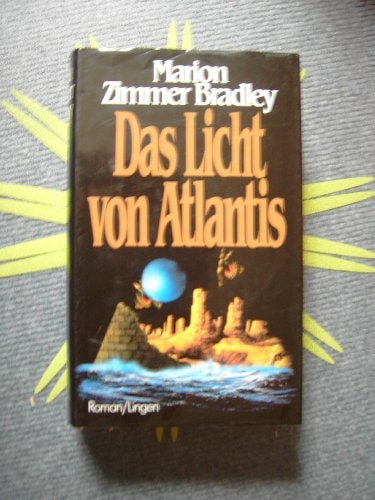 Marion
Zimmer Bradley
Das Licht
von Atlantis
Roman/Lingen